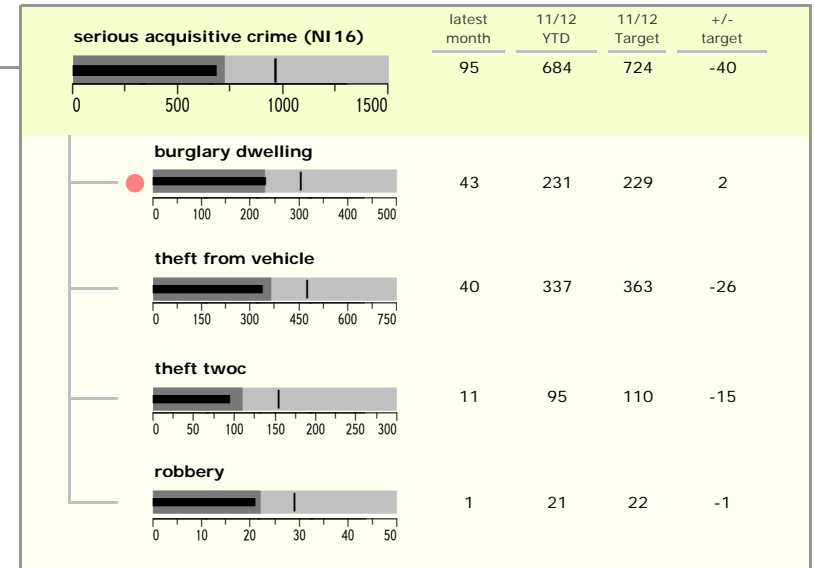 latest 11/12 11/12 +/-
serious acquisitive crime (NI16) month YTD Target target
95 684 724 -40
0 500 1000 1500
burglary dwelling
43 231 229 2
0 100 200 300 400 500
theft from vehicle
40 337 363 -26
0 150 300 450 600 750
theft twoc
11 95 110 -15
0 50 100 150 200 250 300
robbery
1 21 22 -1
0 10 20 30 40 50